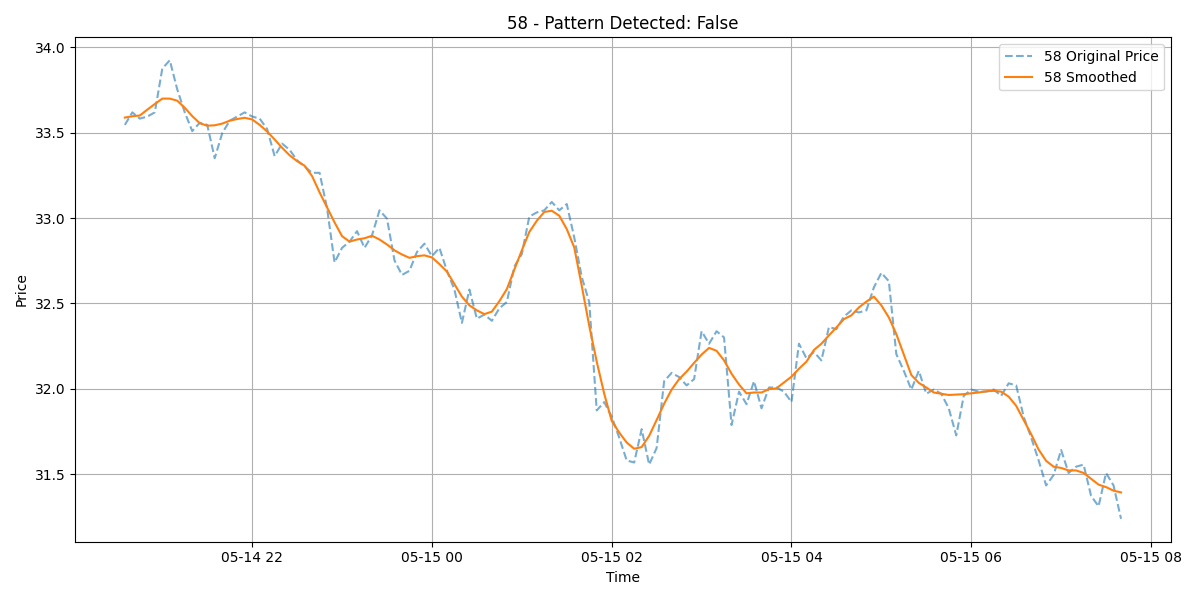 58 - Pattern Detected: False
34.0
33.5
33.0
32.5
32.0
31.5
Price
58 Original Price
58 Smoothed
05-14 22
05-15 00
05-15 02
05-15 04
05-15 06
05-15 08
Time